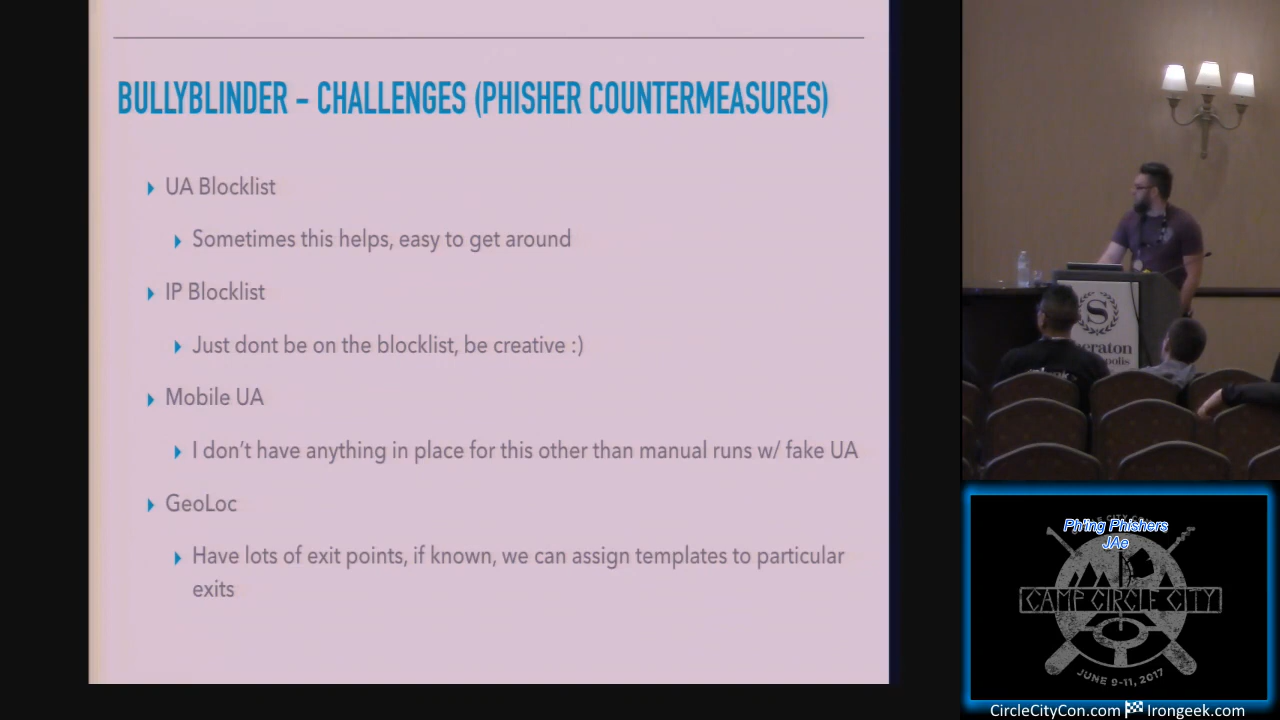 BULLYBLINDER – CHALLENGES (PHISHER COUNTERMEASURES)
UA Blocklist
Sometimes this helps, easy to get around
IP Blocklist
Just dont be on the blocklist, be creative :)
Mobile UA
I don't have anything in place for this other than manual runs w/ fake UA
GeoLoc
Have lots of exit points, if known, we can assign templates to particular
exits
S
Ph'ing Phishers
JAe
CAMP CIRCLE CITY
JUNE 9-11, 2017
CircleCityCon.com Irongeek.com